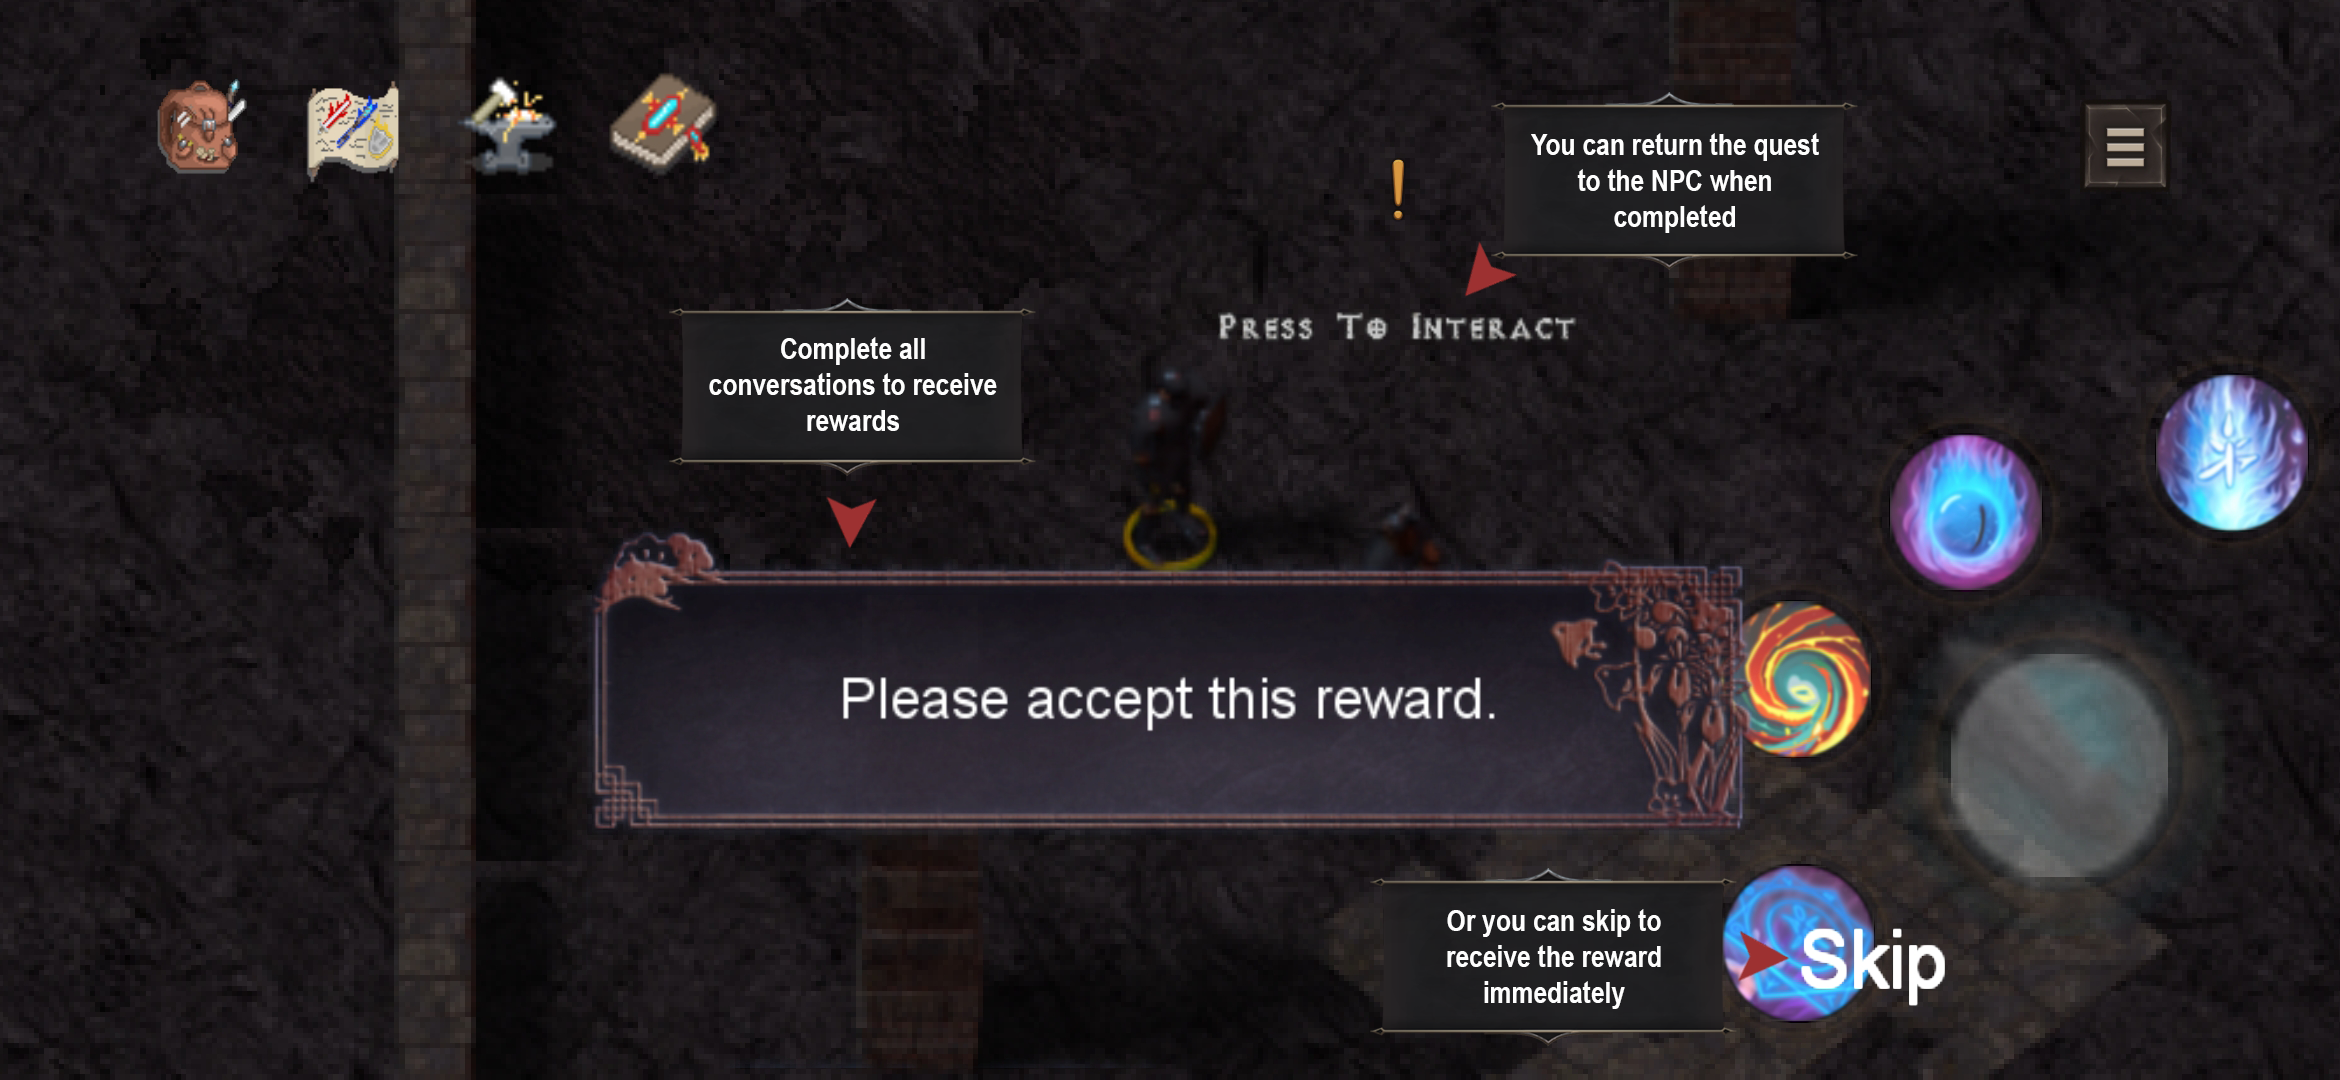 You can return the quest
to the NPC when
completed
Press To Interact
Complete all
conversations to receive
rewards
Please accept this reward.
Or you can skip to
receive the reward
immediately
Skip